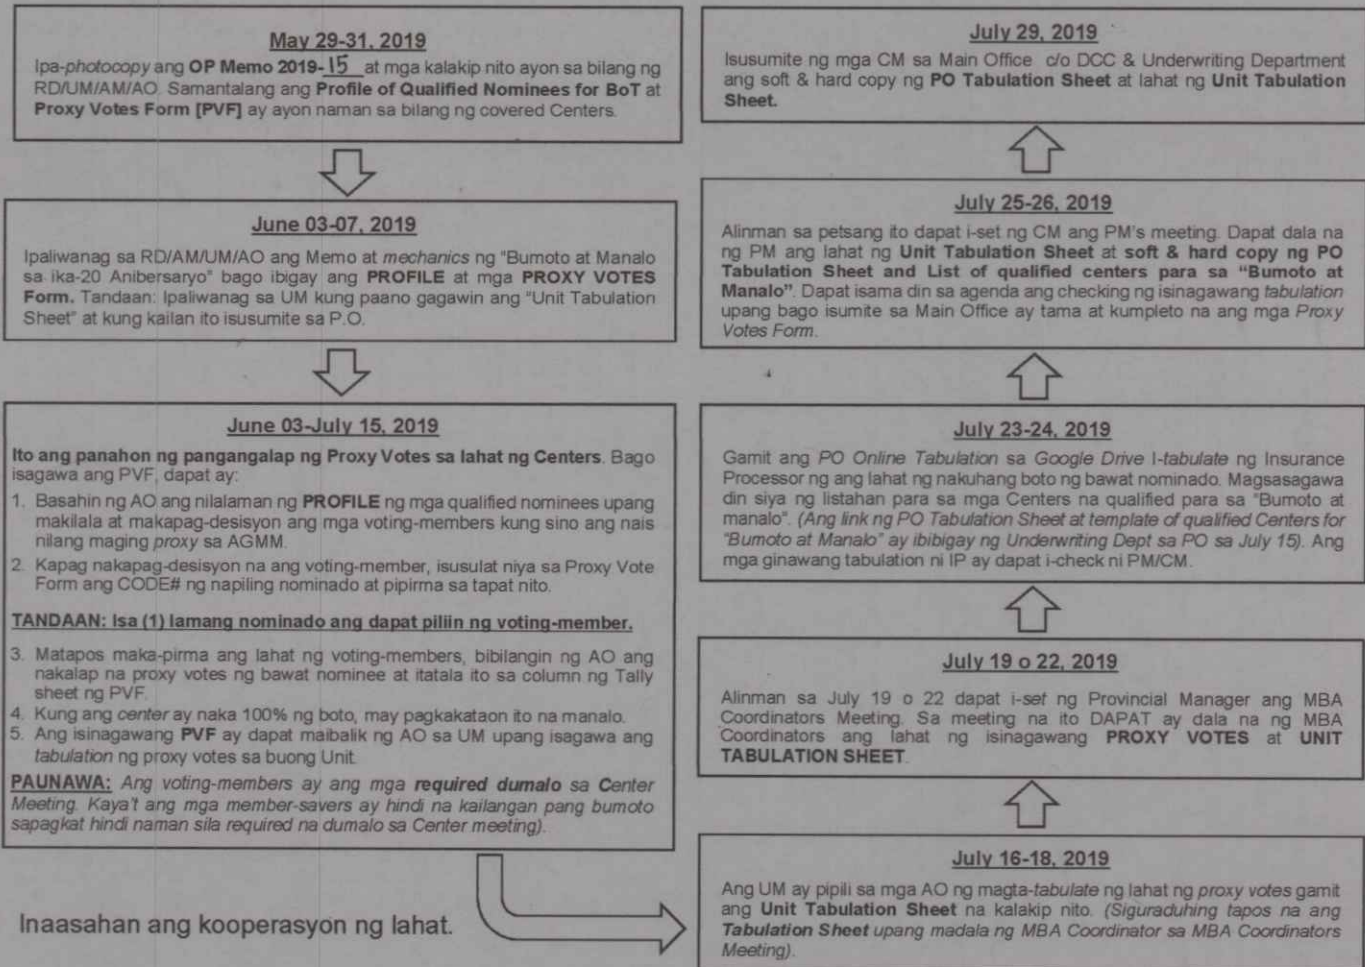 May 29-31, 2019
Ipa-photocopy ang OP Memo 2019-15 at mga kalakip nito ayon sa bilang ng
RD/UM/AM/AO. Samantalang ang Profile of Qualified Nominees for BoT at
Proxy Votes Form [PVF] ay ayon naman sa bilang ng covered Centers.
June 03-07, 2019
Ipaliwanag sa RD/AM/UM/AO ang Memo at mechanics ng "Bumoto at Manalo
sa ika-20 Anibersaryo" bago ibigay ang PROFILE at mga PROXY VOTES
Form. Tandaan: Ipaliwanag sa UM kung paano gagawin ang "Unit Tabulation
Sheet" at kung kailan ito isusumite sa P.O.
June 03-July 15, 2019
Ito ang panahon ng pangangalap ng Proxy Votes sa lahat ng Centers. Bago
isagawa ang PVF, dapat ay:
1. Basahin ng AO ang nilalaman ng PROFILE ng mga qualified nominees upang
makilala at makapag-desisyon ang mga voting-members kung sino ang nais
nilang maging proxy sa AGMM.
2. Kapag nakapag-desisyon na ang voting-member, isusulat niya sa Proxy Vote
Form ang CODE# ng napiling nominado at pipirma sa tapat nito.
TANDAAN: Isa (1) lamang nominado ang dapat piliin ng voting-member.
3. Matapos maka-pirma ang lahat ng voting-members, bibilangin ng AO ang
nakalap na proxy votes ng bawat nominee at itatala ito sa column ng Tally
sheet ng PVF.
4. Kung ang center ay naka 100% ng boto, may pagkakataon ito na manalo.
5. Ang isinagawang PVF ay dapat maibalik ng AO sa UM upang isagawa ang
tabulation ng proxy votes sa buong Unit.
PAUNAWA: Ang voting-members ay ang mga required dumalo sa Center
Meeting. Kaya't ang mga member-savers ay hindi na kailangan pang bumoto
sapagkat hindi naman sila required na dumalo sa Center meeting).
Inaasahan ang kooperasyon ng lahat.
July 16-18, 2019
Ang UM ay pipili sa mga AO ng magta-tabulate ng lahat ng proxy votes gamit
ang Unit Tabulation Sheet na kalakip nito. (Siguraduhing tapos na ang
Tabulation Sheet upang madala ng MBA Coordinator sa MBA Coordinators
Meeting).
July 19 o 22, 2019
Alinman sa July 19 o 22 dapat i-set ng Provincial Manager ang MBA
Coordinators Meeting. Sa meeting na ito DAPAT ay dala na ng MBA
Coordinators ang lahat ng isinagawang PROXY VOTES at UNIT
TABULATION SHEET.
July 23-24, 2019
Gamit ang PO Online Tabulation sa Google Drive I-tabulate ng Insurance
Processor ng ang lahat ng nakuhang boto ng bawat nominado. Magsasagawa
din siya ng listahan para sa mga Centers na qualified para sa "Bumoto at
manalo". (Ang link ng PO Tabulation Sheet at template of qualified Centers for
"Bumoto at Manalo" ay ibibigay ng Underwriting Dept sa PO sa July 15). Ang
mga ginawang tabulation ni IP ay dapat i-check ni PM/CM.
July 25-26, 2019
Alinman sa petsang ito dapat i-set ng CM ang PM's meeting. Dapat dala na
ng PM ang lahat ng Unit Tabulation Sheet at soft & hard copy ng PO
Tabulation Sheet and List of qualified centers para sa "Bumoto at
Manalo". Dapat isama din sa agenda ang checking ng isinagawang tabulation
upang bago isumite sa Main Office ay tama at kumpleto na ang mga Proxy
Votes Form.
July 29, 2019
Isusumite ng mga CM sa Main Office c/o DCC & Underwriting Department
ang soft & hard copy ng PO Tabulation Sheet at lahat ng Unit Tabulation
Sheet.